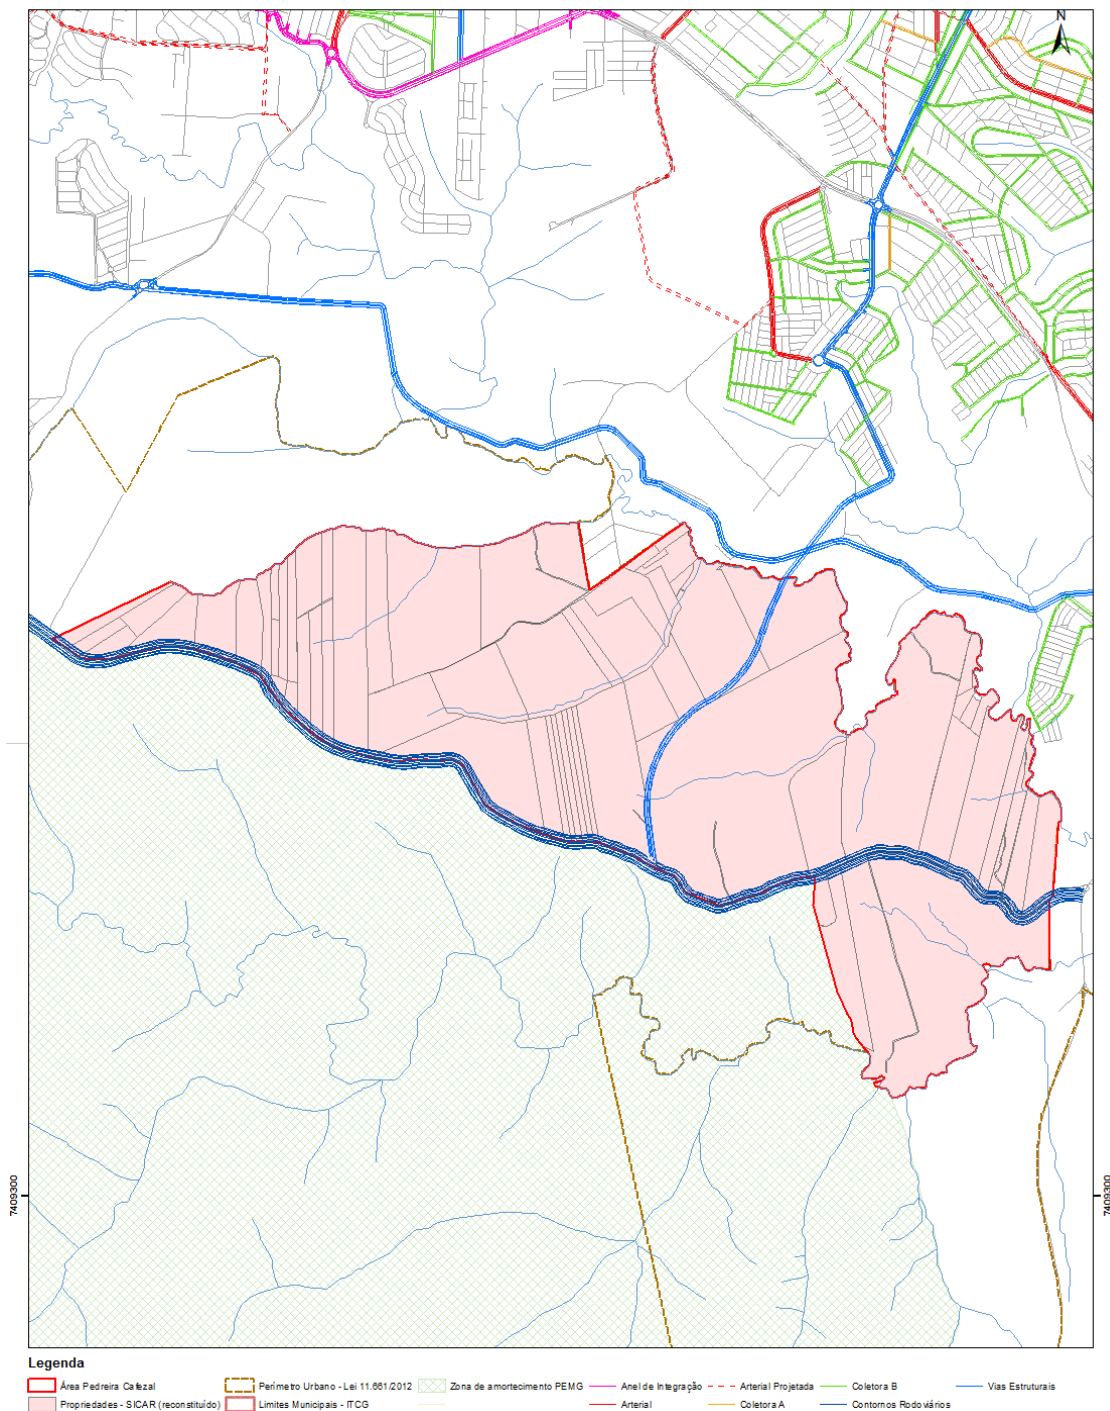 N
7409300
7409300
Legenda
Área Pedreira Cafezal
Perímetro Urbano - Lei 11.661/2012
Zona de amortecimento PEMG
Anel de Integração
Arterial Projetada
Coletora B
Vias Estruturais
Propriedades - SICAR (reconstituído)
Limites Municipais - ITCG
Arterial
Coletora A
Contornos Rodoviários